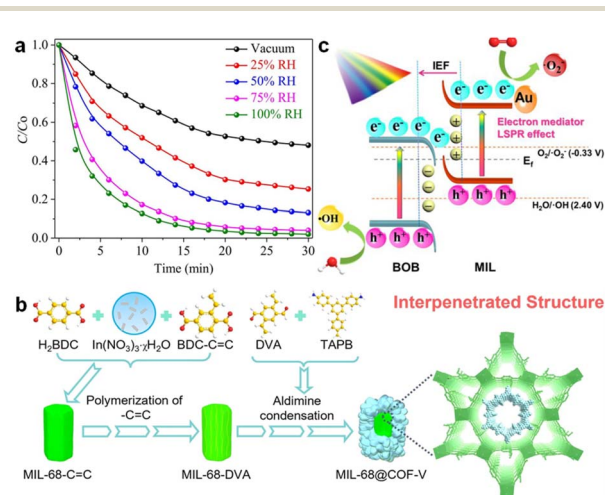 a
1.0
0.8
0.6
0.4
0.2
0.0
C/Co
0 5 10 15 20 25 30
Time (min)
Vacuum
25% RH
50% RH
75% RH
100% RH
c
IEF
·O₂⁻
e⁻ e⁻ e⁻
Au
e⁻ e⁻ e⁻ e⁻
Electron mediator
LSPR effect
O₂/·O₂⁻ (-0.33 V)
E_f
H₂O/·OH (2.40 V)
·OH
h⁺ h⁺ h⁺
h⁺ h⁺ h⁺
BOB
MIL
b
H₂BDC
In(NO₃)₃·χH₂O
BDC-C=C
DVA
TAPB
Interpenetrated Structure
Polymerization of
-C=C
Aldimine
condensation
MIL-68-C=C
MIL-68-DVA
MIL-68@COF-V